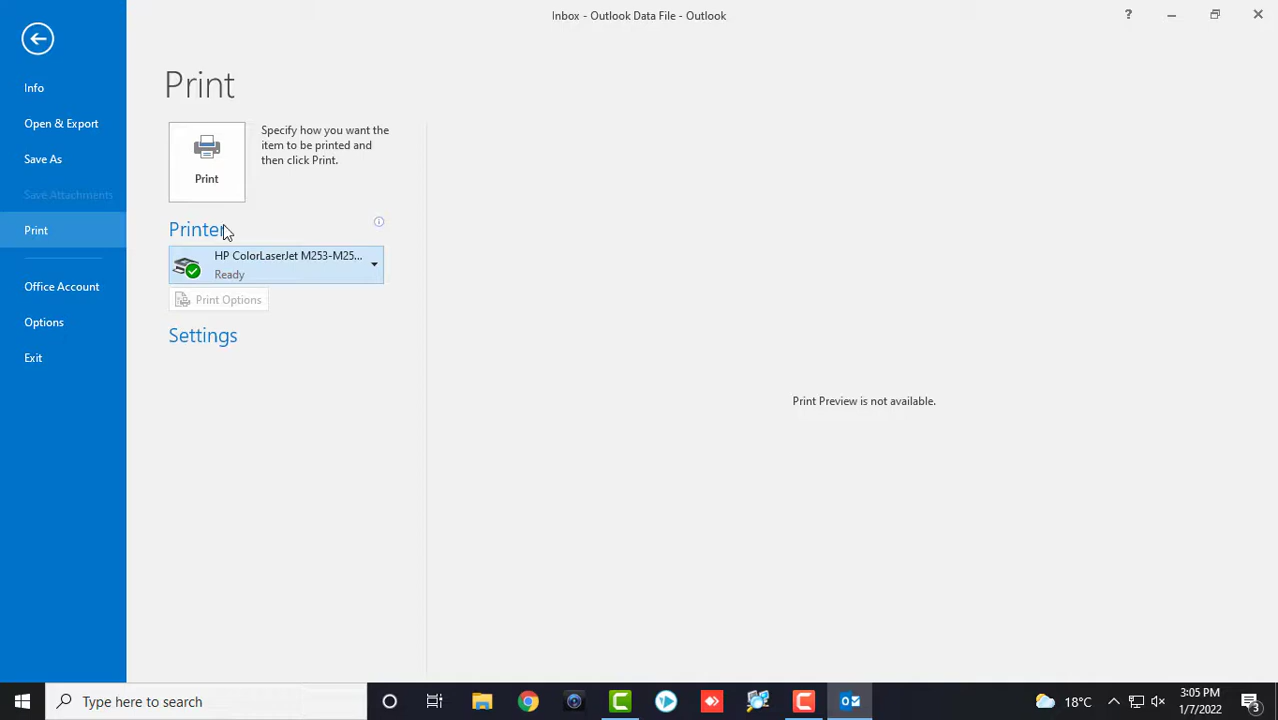 Inbox - Outlook Data File - Outlook
?
Info
Open & Export
Save As
Save Attachments
Print
Office Account
Options
Exit
Print
Print
Specify how you want the
item to be printed and
then click Print.
Printer
HP ColorLaserJet M253-M25...
Ready
Print Options
Settings
Print Preview is not available.
Type here to search
18°C
3:05 PM
1/7/2022
3